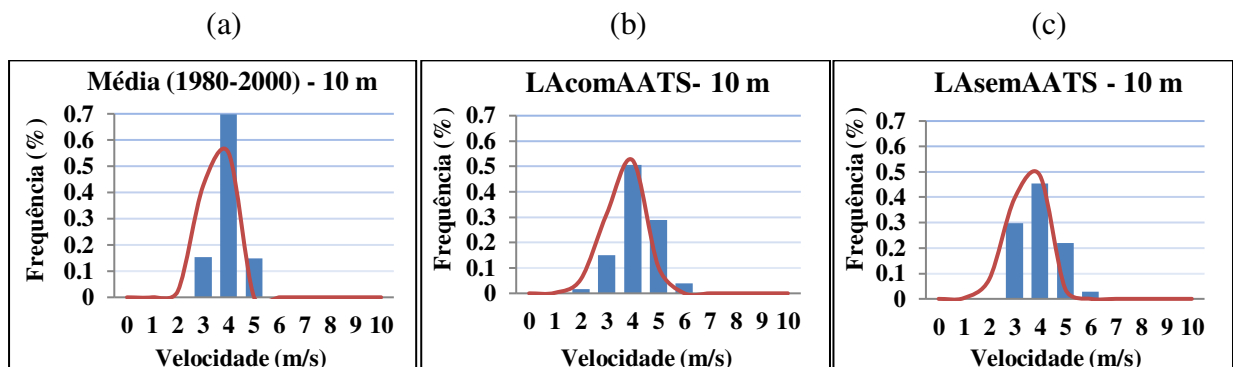 (a)
(b)
(c)
Média (1980-2000) - 10 m
Frequência (%)
0.7
0.6
0.5
0.4
0.3
0.2
0.1
0
0 1 2 3 4 5 6 7 8 9 10
Velocidade (m/s)
LAcomAATS- 10 m
Frequência (%)
0.7
0.6
0.5
0.4
0.3
0.2
0.1
0
0 1 2 3 4 5 6 7 8 9 10
Velocidade (m/s)
LAsemAATS - 10 m
Frequência (%)
0.7
0.6
0.5
0.4
0.3
0.2
0.1
0
0 1 2 3 4 5 6 7 8 9 10
Velocidade (m/s)